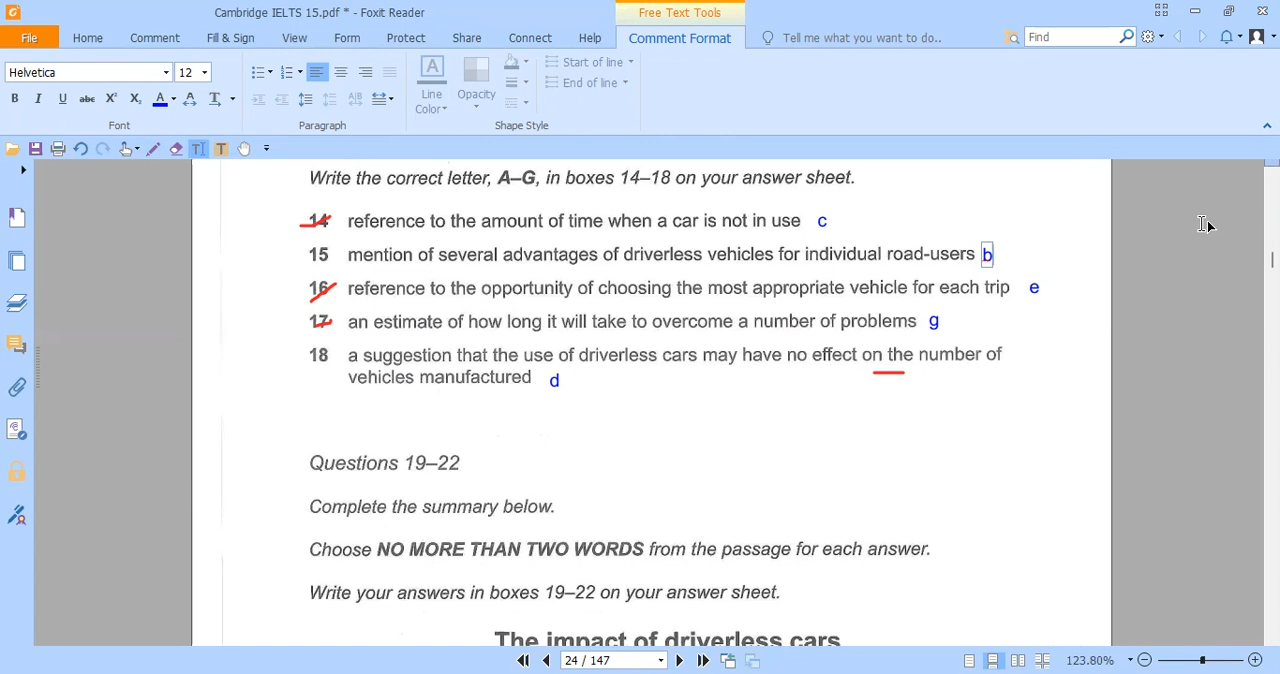 Cambridge IELTS 15.pdf * - Foxit Reader
Free Text Tools
File Home Comment Fill & Sign View Form Protect Share Connect Help Comment Format Tell me what you want to do.. Find
Helvetica 12
Start of line
End of line
Line Color
Opacity
Font
Paragraph
Shape Style
Write the correct letter, A–G, in boxes 14–18 on your answer sheet.
14 reference to the amount of time when a car is not in use c
15 mention of several advantages of driverless vehicles for individual road-users b
16 reference to the opportunity of choosing the most appropriate vehicle for each trip e
17 an estimate of how long it will take to overcome a number of problems g
18 a suggestion that the use of driverless cars may have no effect on the number of
vehicles manufactured d
Questions 19–22
Complete the summary below.
Choose NO MORE THAN TWO WORDS from the passage for each answer.
Write your answers in boxes 19–22 on your answer sheet.
The impact of driverless cars
24 / 147
123.80%